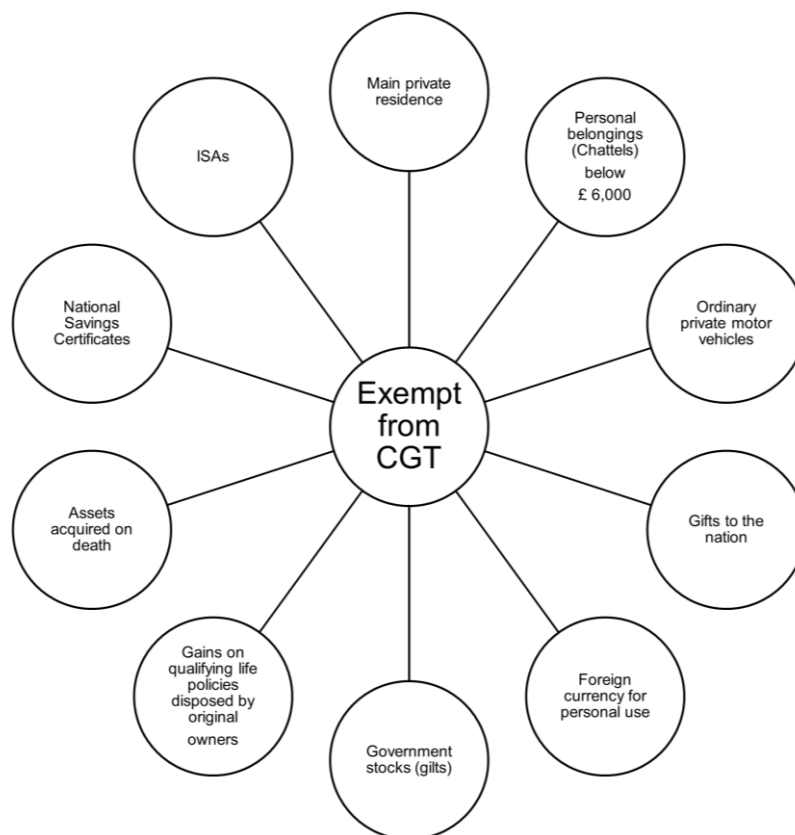 Main private
residence
Personal
belongings
(Chattels)
below
£ 6,000
Ordinary
private motor
vehicles
Gifts to the
nation
Foreign
currency for
personal use
Government
stocks (gilts)
Gains on
qualifying life
policies
disposed by
original
owners
Assets
acquired on
death
National
Savings
Certificates
ISAs
Exempt
from
CGT